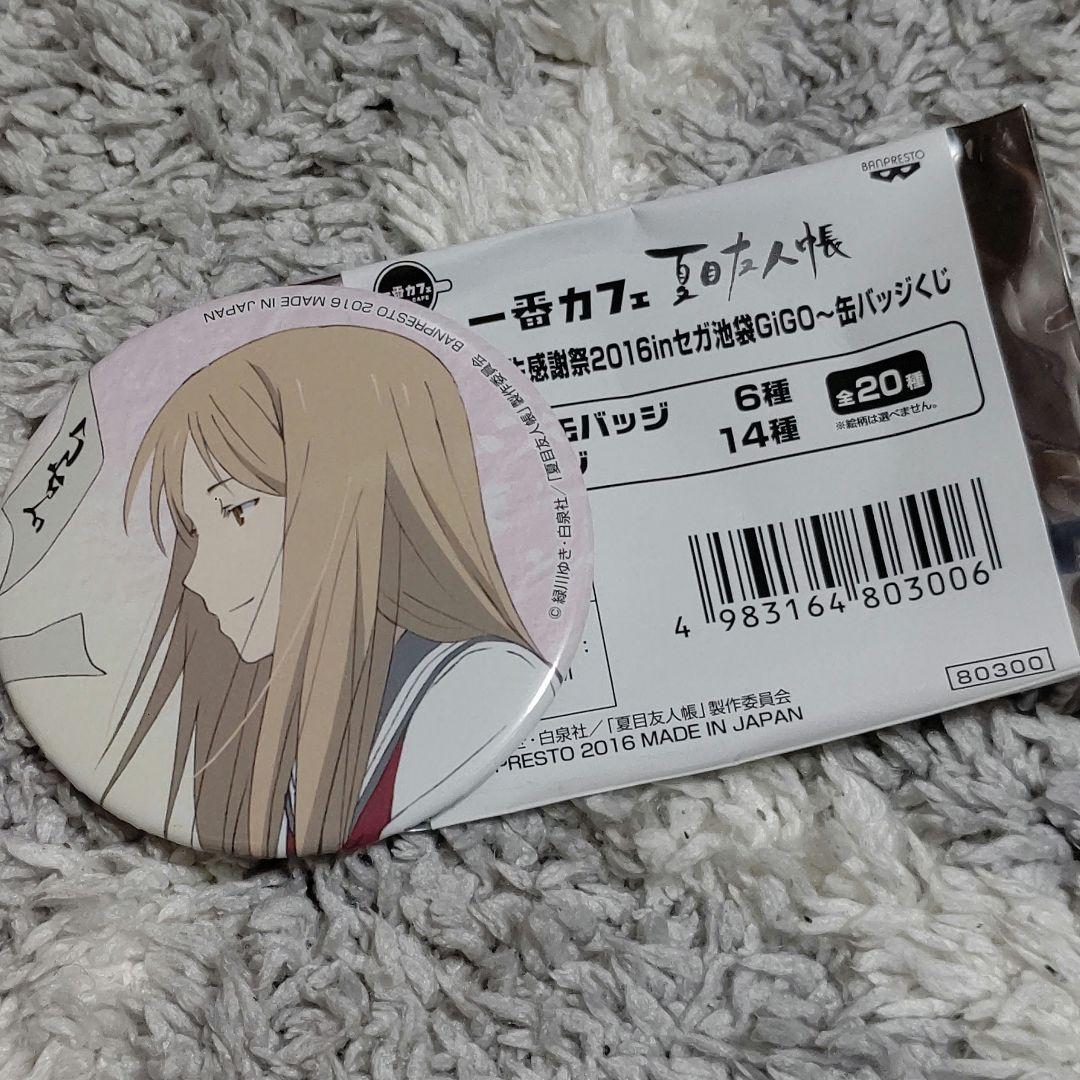 BANPRESTO
一番カフェ
CAFE
一番カフェ 夏目友人帳
感謝祭2016inセガ池袋GiGO～缶バッジくじ
缶バッジ 6種
ジ 14種
全20種
※絵柄は選べません。
4 983164 803006
80300
・白泉社／「夏目友人帳」製作委員会
PRESTO 2016 MADE IN JAPAN
©緑川ゆき・白泉社／「夏目友人帳」製作委員会 BANPRESTO 2016 MADE IN JAPAN